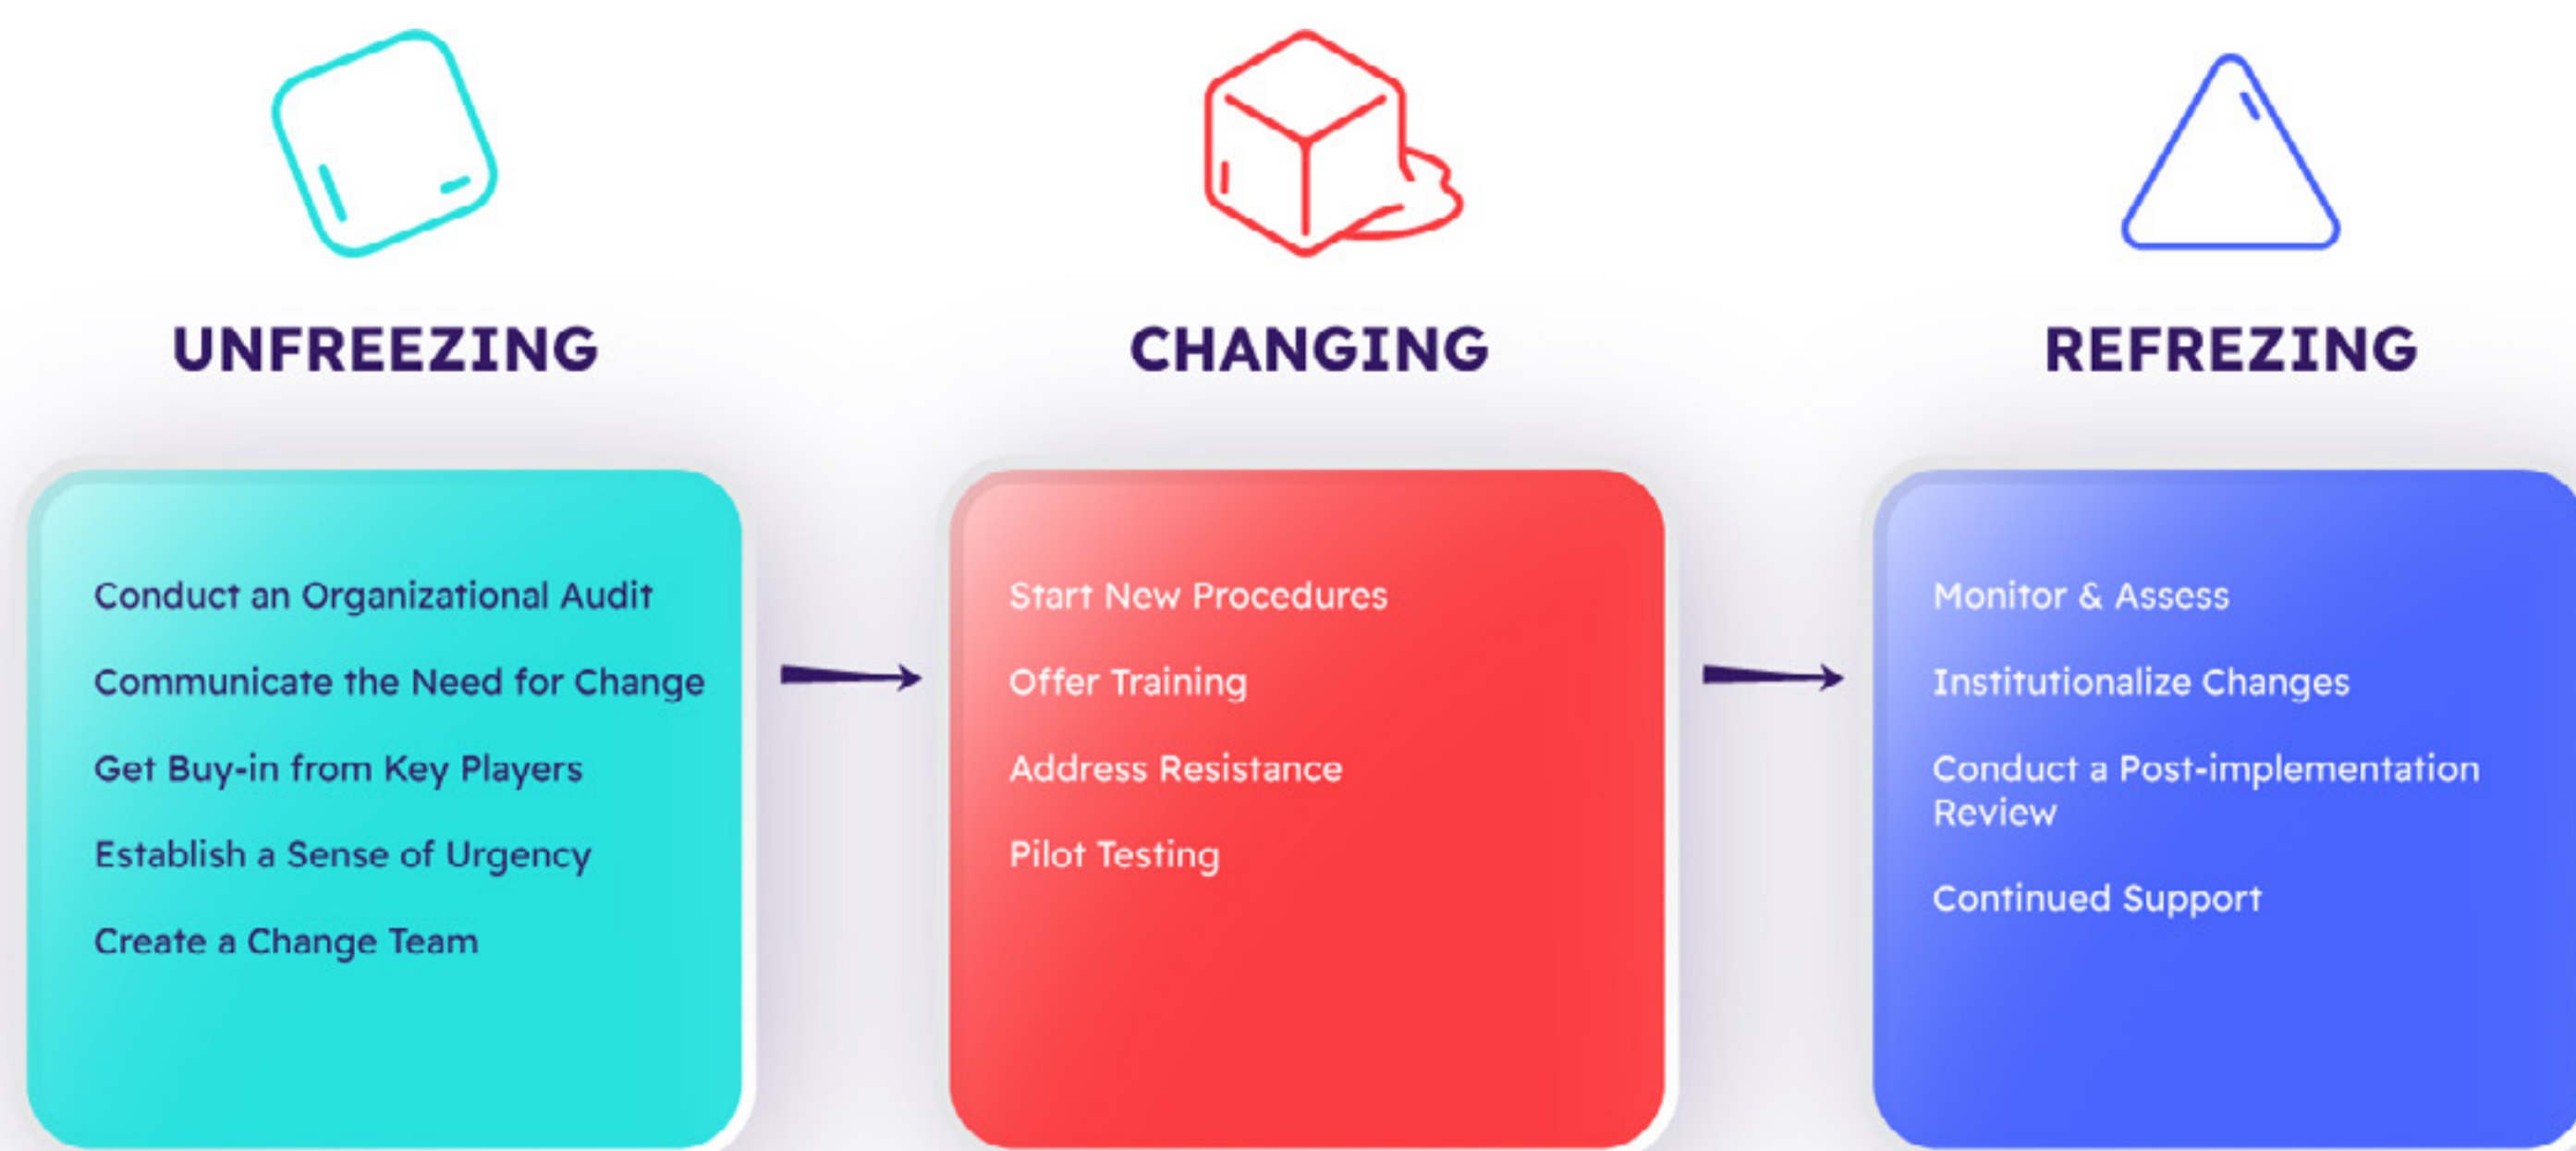 UNFREEZING
Conduct an Organizational Audit
Communicate the Need for Change
Get Buy-in from Key Players
Establish a Sense of Urgency
Create a Change Team
CHANGING
Start New Procedures
Offer Training
Address Resistance
Pilot Testing
REFREZING
Monitor & Assess
Institutionalize Changes
Conduct a Post-implementation
Review
Continued Support